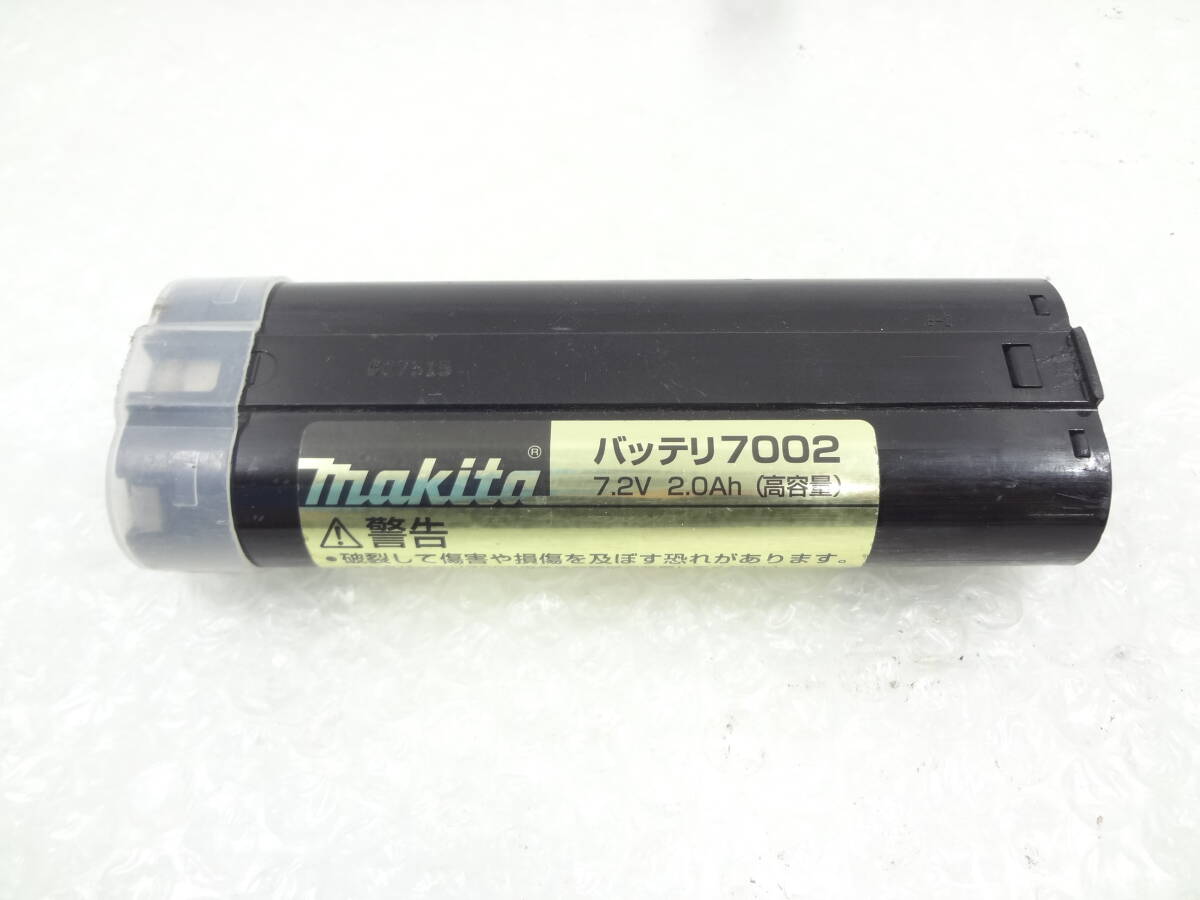 makita®
バッテリ7002
7.2V 2.0Ah (高容量)
⚠警告
•破裂して傷害や損傷を及ぼす恐れがあります。